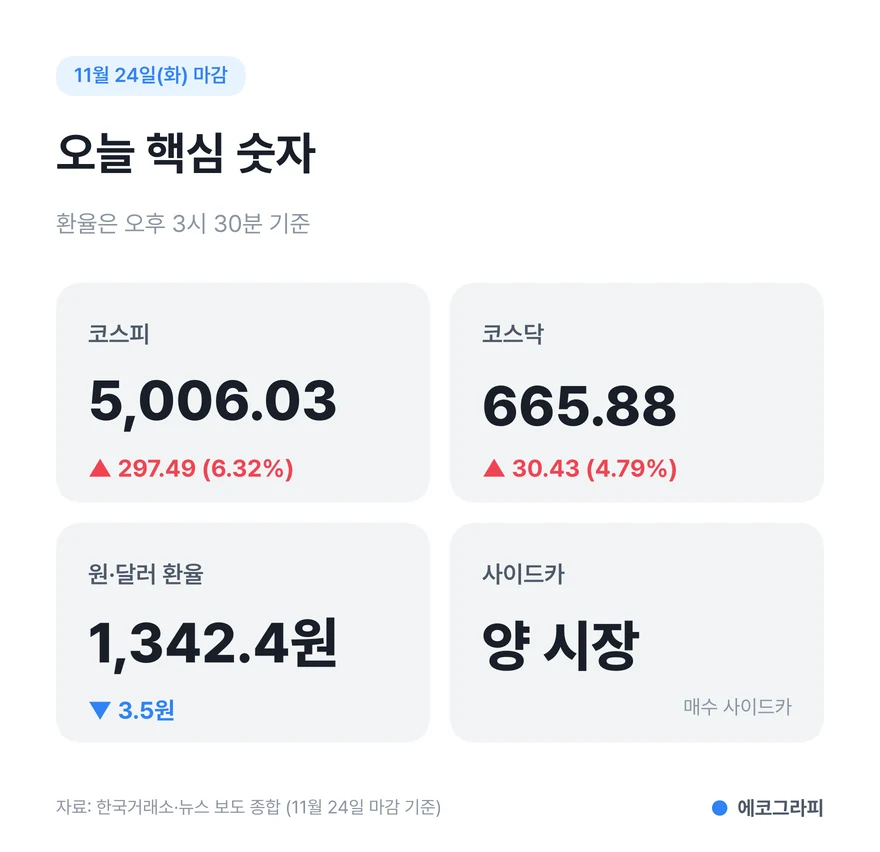 11월 24일(화) 마감
오늘 핵심 숫자
환율은 오후 3시 30분 기준
코스피
5,006.03
▲ 297.49 (6.32%)
코스닥
665.88
▲ 30.43 (4.79%)
원·달러 환율
1,342.4원
▼ 3.5원
사이드카
양 시장
매수 사이드카
자료: 한국거래소·뉴스 보도 종합 (11월 24일 마감 기준)
에코그라피